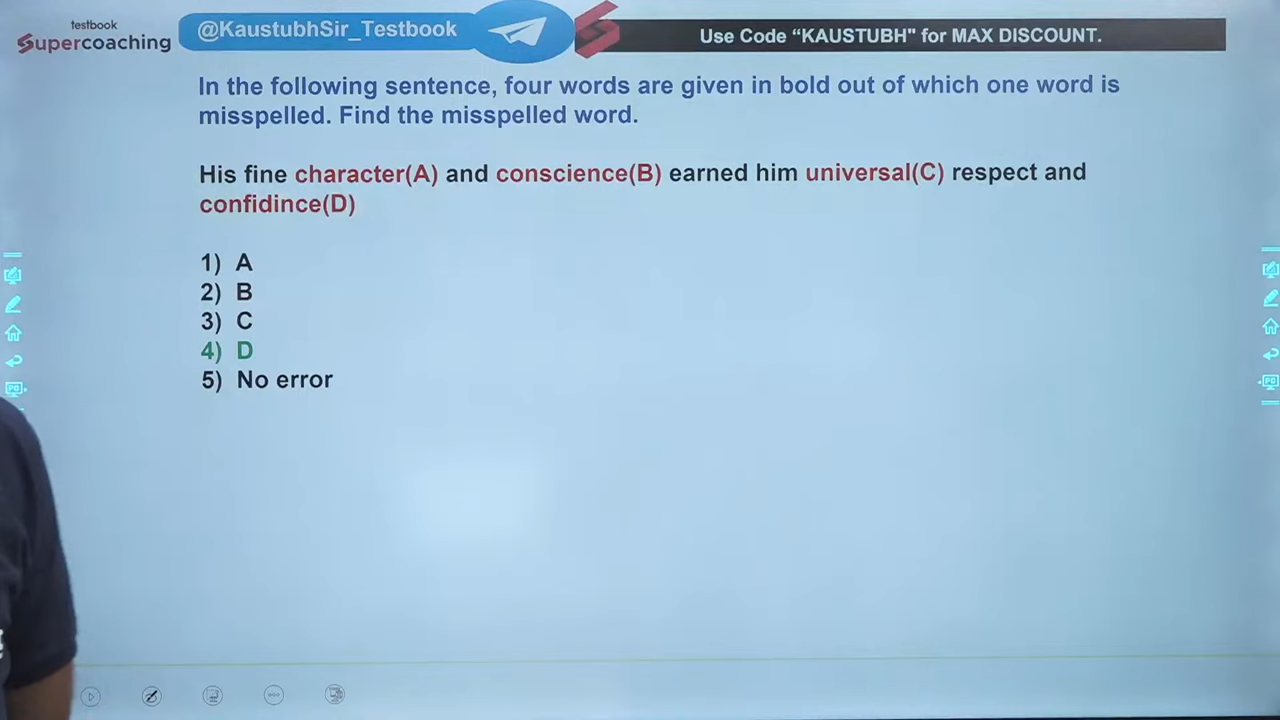 testbook
Supercoaching
@KaustubhSir_Testbook
Use Code “KAUSTUBH" for MAX DISCOUNT.
In the following sentence, four words are given in bold out of which one word is
misspelled. Find the misspelled word.
His fine character(A) and conscience(B) earned him universal(C) respect and
confidince(D)
1) A
2) B
3) C
4) D
5) No error